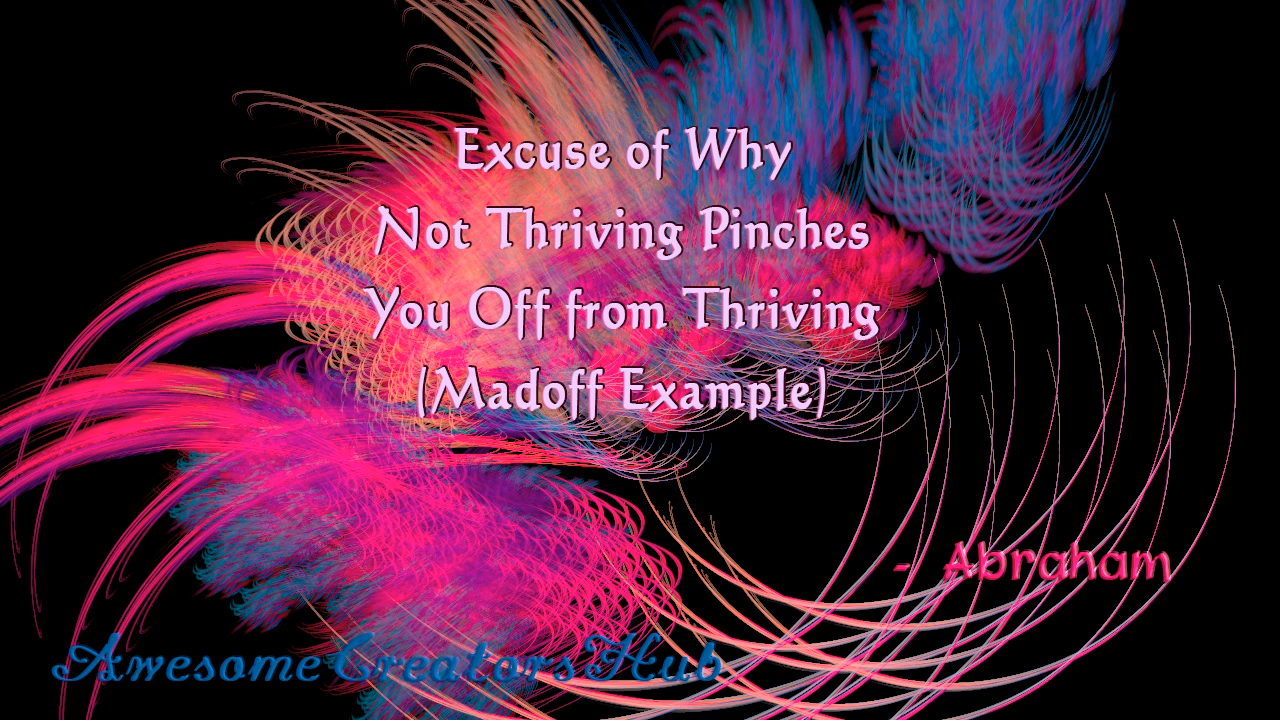 Excuse of Why
Not Thriving Pinches
You Off from Thriving
(Madoff Example)
- Abraham
AwesomeCreatorsHub